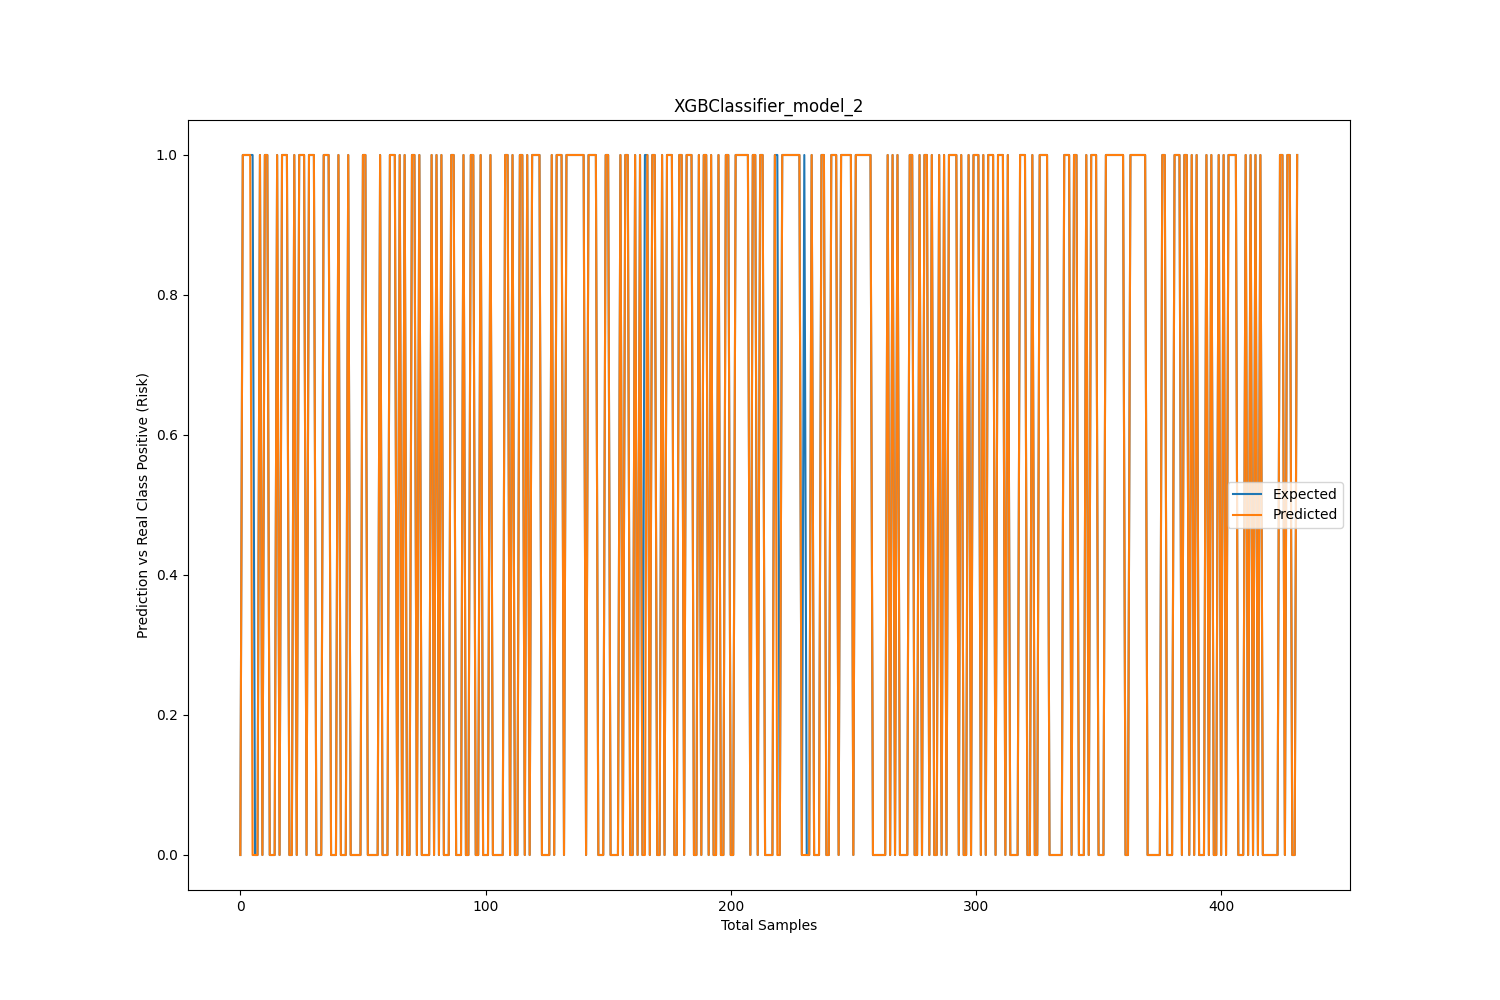 XGBClassifier_model_2
Prediction vs Real Class Positive (Risk)
1.0
0.8
0.6
0.4
0.2
0.0
Expected
Predicted
0 100 200 300 400
Total Samples